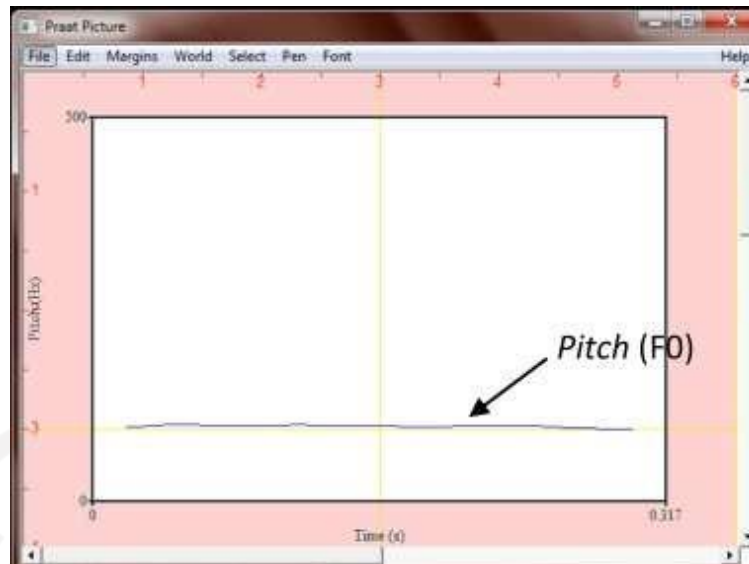 Praat Picture
File Edit Margins World Select Pen Font Help
1 2 3 4 5 6
500
1
Pitch (Hz)
Pitch (F0)
3
0
0 0.317
Time (s)